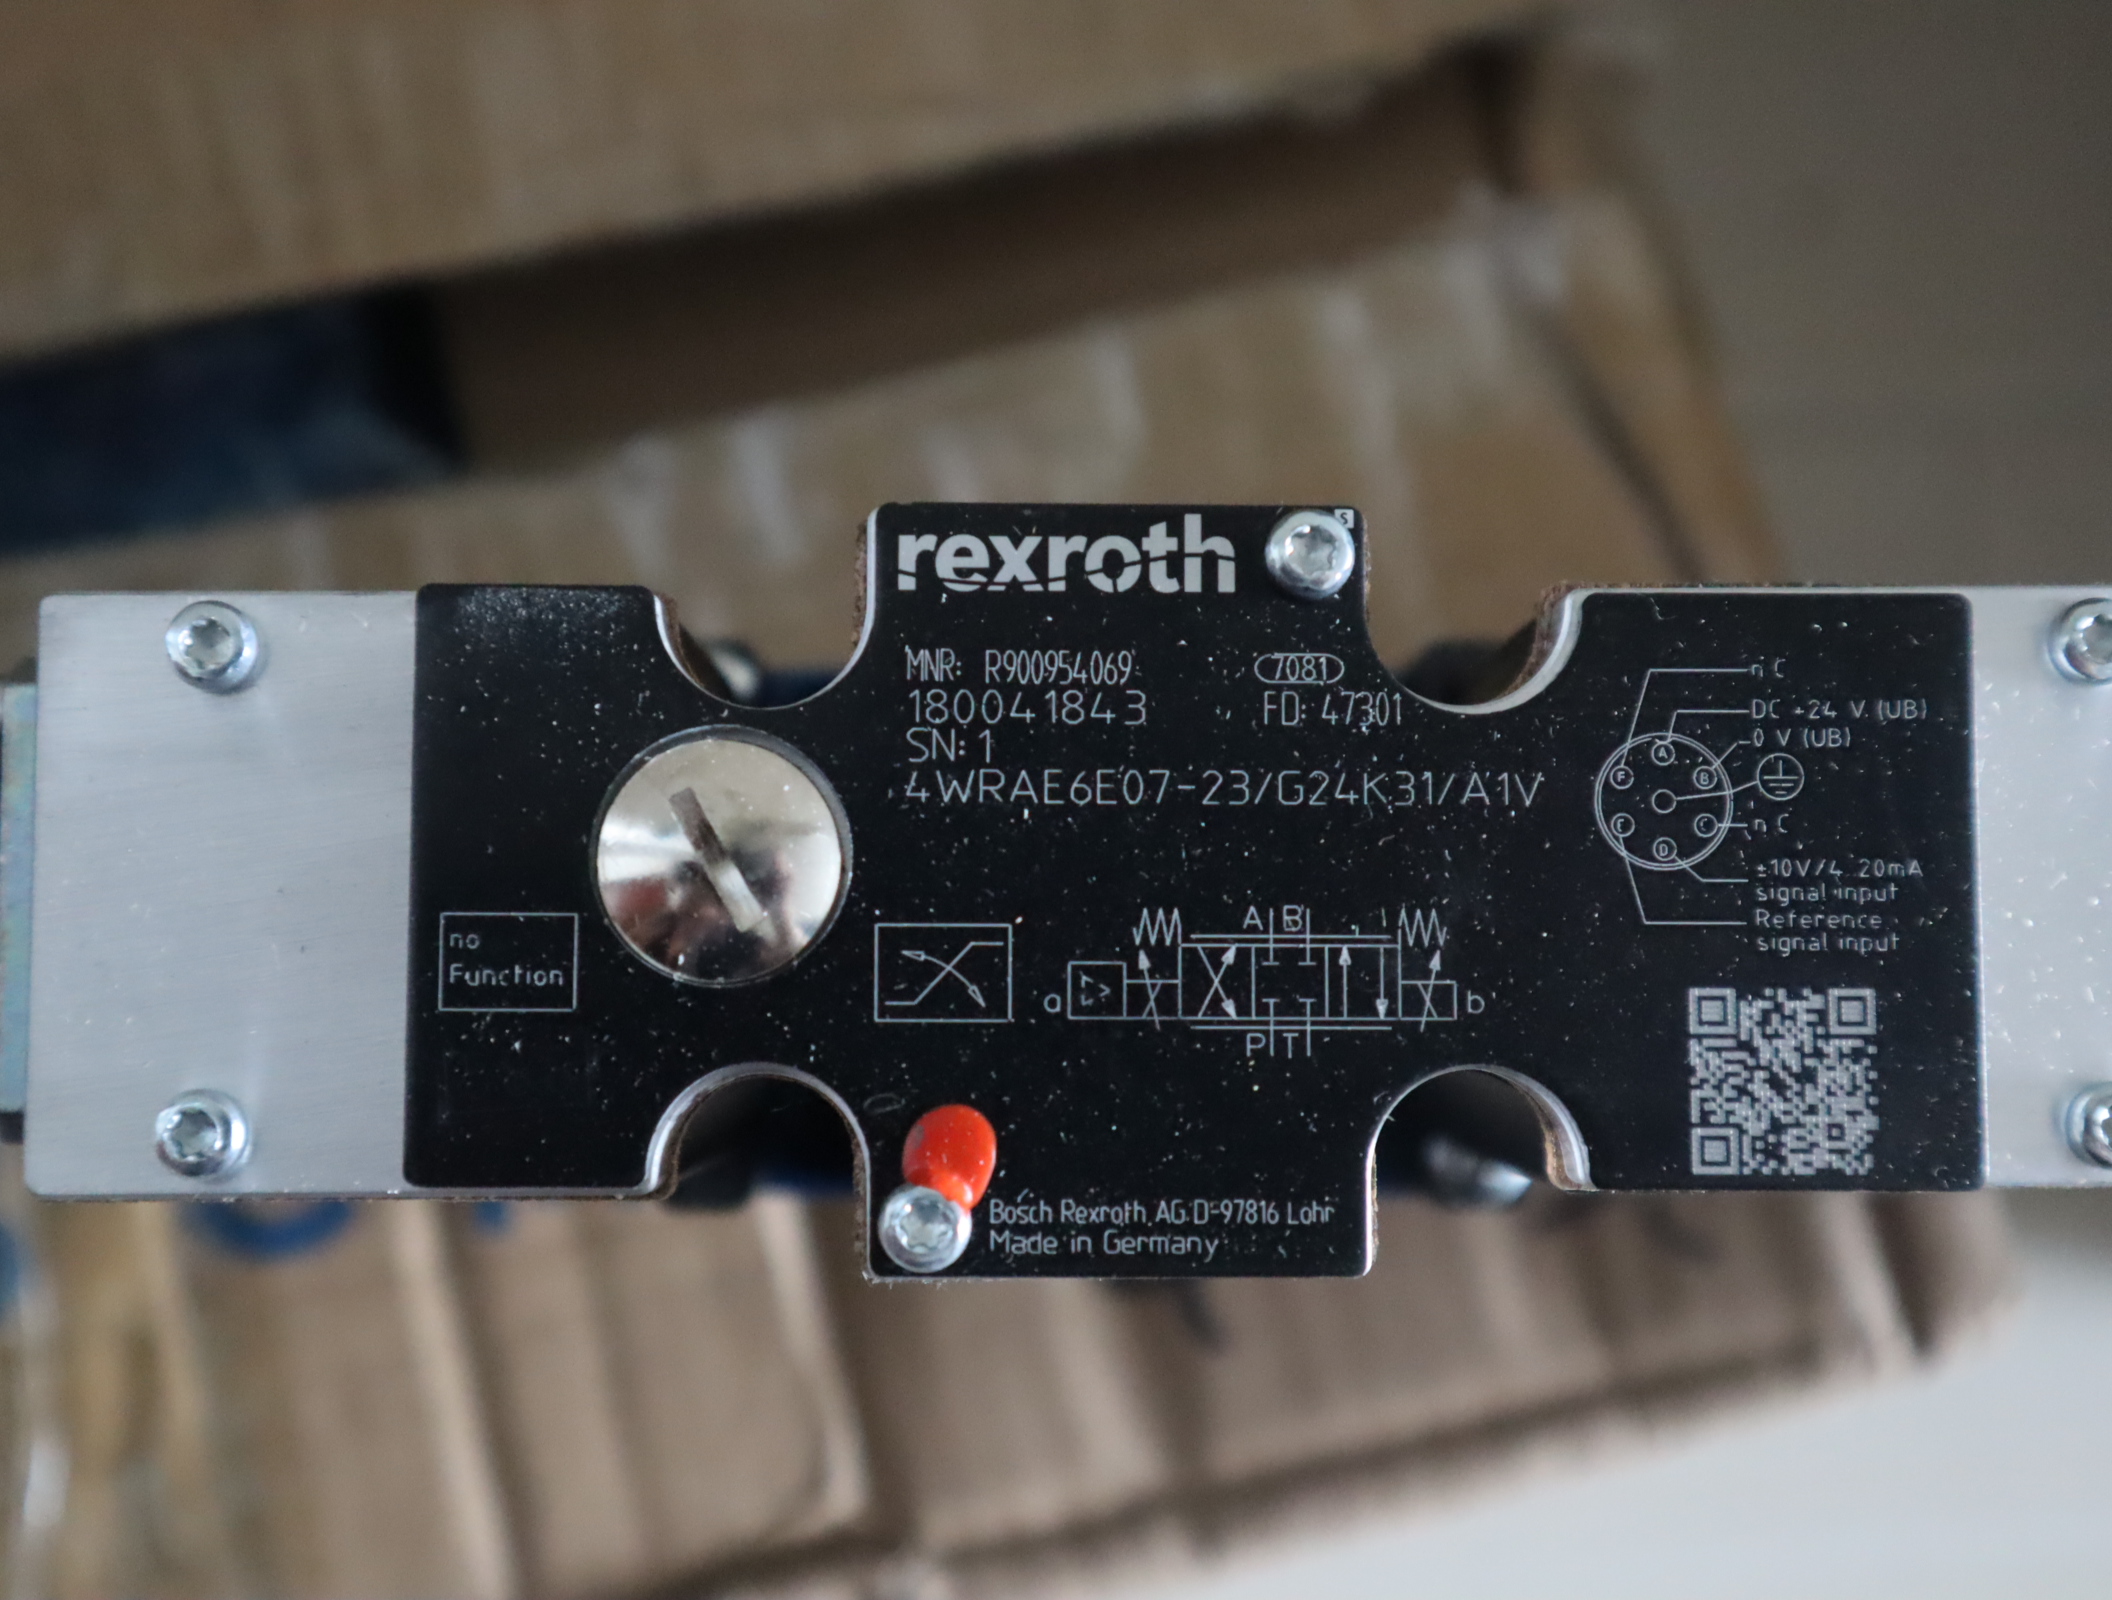 rexroth
S
MNR: R900954069
7081
180041843
FD: 47301
SN: 1
4WRAE6E07-23/G24K31/A1V
n C
DC +24 V (UB)
0 V (UB)
A
F
B
E
C
n C
D
±10V/4 20mA
signal input
Reference
signal input
no
Function
A B
a
b
P T
Bosch Rexroth AG D-97816 Lohr
Made in Germany